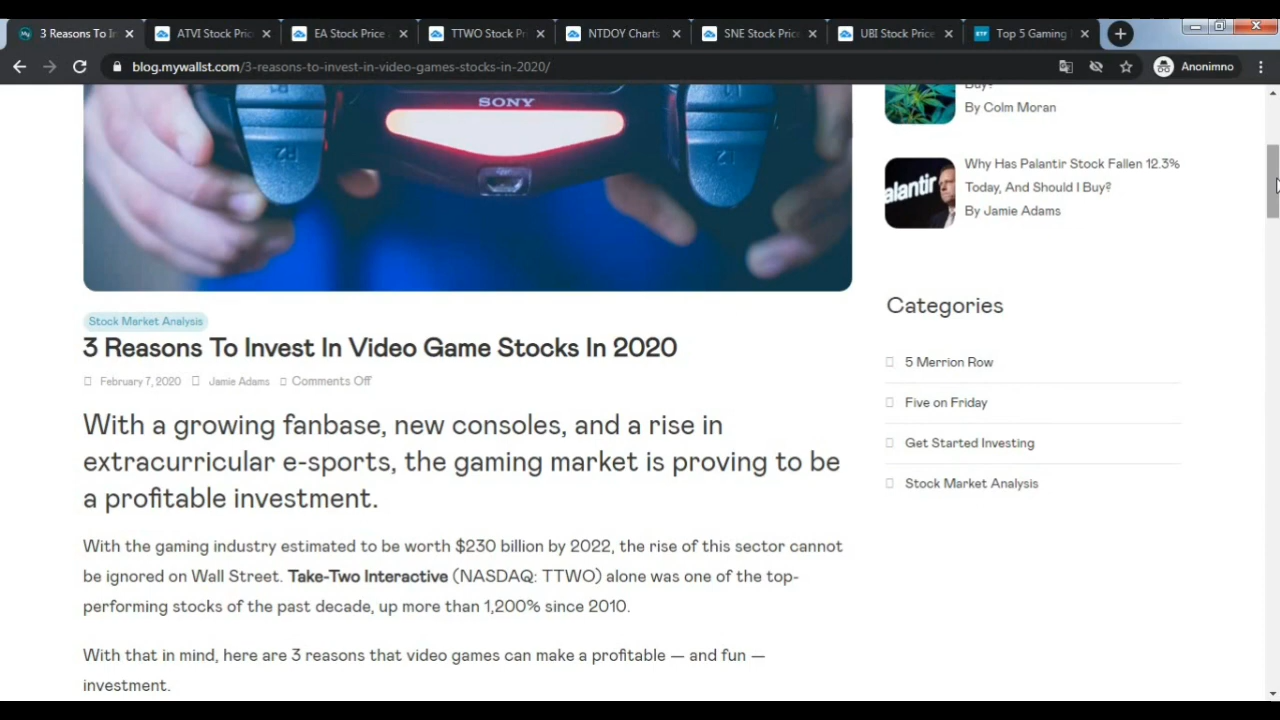 3 Reasons To In
ATVI Stock Pric
EA Stock Price
TTWO Stock P
NTDOY Charts
SNE Stock Pric
UBI Stock Price
ETF
Top 5 Gaming
blog.mywallst.com/3-reasons-to-invest-in-video-games-stocks-in-2020/
Anonimno
SONY
R2
Stock Market Analysis
3 Reasons To Invest In Video Game Stocks In 2020
February 7, 2020 Jamie Adams Comments Off
With a growing fanbase, new consoles, and a rise in
extracurricular e-sports, the gaming market is proving to be
a profitable investment.
With the gaming industry estimated to be worth $230 billion by 2022, the rise of this sector cannot
be ignored on Wall Street. Take-Two Interactive (NASDAQ: TTWO) alone was one of the top-
performing stocks of the past decade, up more than 1,200% since 2010.
With that in mind, here are 3 reasons that video games can make a profitable — and fun —
investment.
Buy?
By Colm Moran
alantir
Why Has Palantir Stock Fallen 12.3%
Today, And Should I Buy?
By Jamie Adams
Categories
5 Merrion Row
Five on Friday
Get Started Investing
Stock Market Analysis